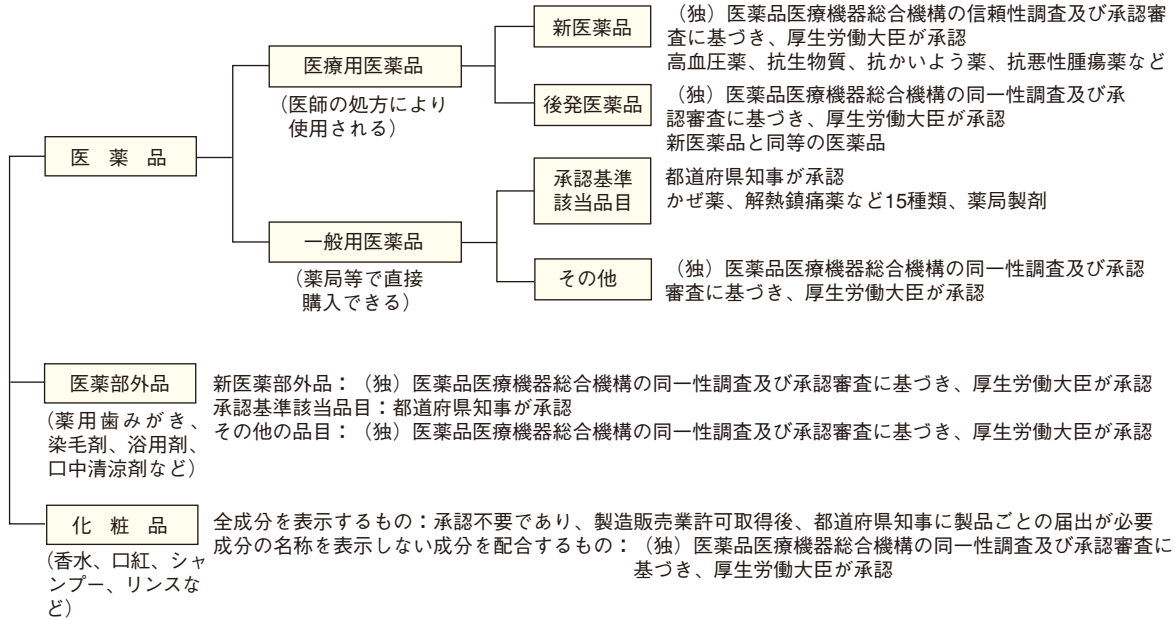 新医薬品
（独）医薬品医療機器総合機構の信頼性調査及び承認審
査に基づき、厚生労働大臣が承認
高血圧薬、抗生物質、抗かいよう薬、抗悪性腫瘍薬など
医療用医薬品
（医師の処方により
使用される）
後発医薬品
（独）医薬品医療機器総合機構の同一性調査及び承
認審査に基づき、厚生労働大臣が承認
新医薬品と同等の医薬品
医 薬 品
承認基準
該当品目
都道府県知事が承認
かぜ薬、解熱鎮痛薬など15種類、薬局製剤
一般用医薬品
（薬局等で直接
購入できる）
その他
（独）医薬品医療機器総合機構の同一性調査及び承認
審査に基づき、厚生労働大臣が承認
医薬部外品
（薬用歯みがき、
染毛剤、浴用剤、
口中清涼剤など）
新医薬部外品：（独）医薬品医療機器総合機構の同一性調査及び承認審査に基づき、厚生労働大臣が承認
承認基準該当品目：都道府県知事が承認
その他の品目：（独）医薬品医療機器総合機構の同一性調査及び承認審査に基づき、厚生労働大臣が承認
化 粧 品
（香水、口紅、シャ
ンプー、リンスな
ど）
全成分を表示するもの：承認不要であり、製造販売業許可取得後、都道府県知事に製品ごとの届出が必要
成分の名称を表示しない成分を配合するもの：（独）医薬品医療機器総合機構の同一性調査及び承認審査に
基づき、厚生労働大臣が承認